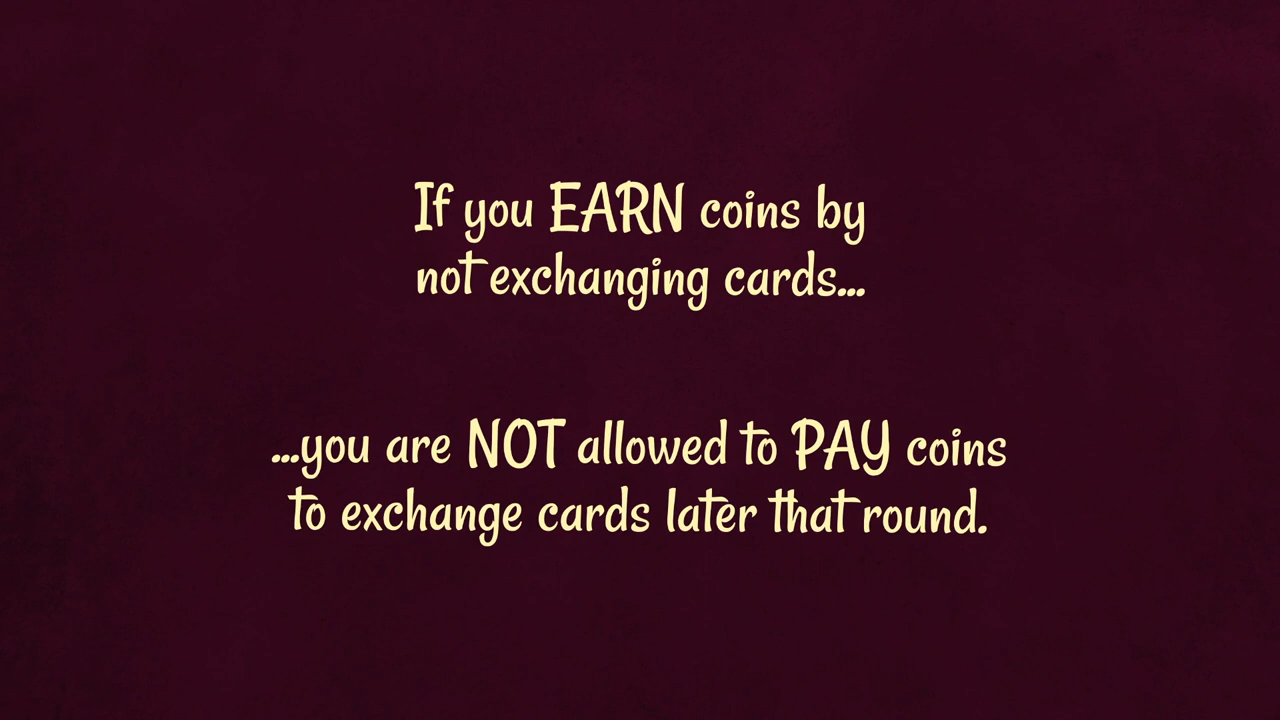 If you EARN coins by
not exchanging cards...
...you are NOT allowed to PAY coins
to exchange cards later that round.